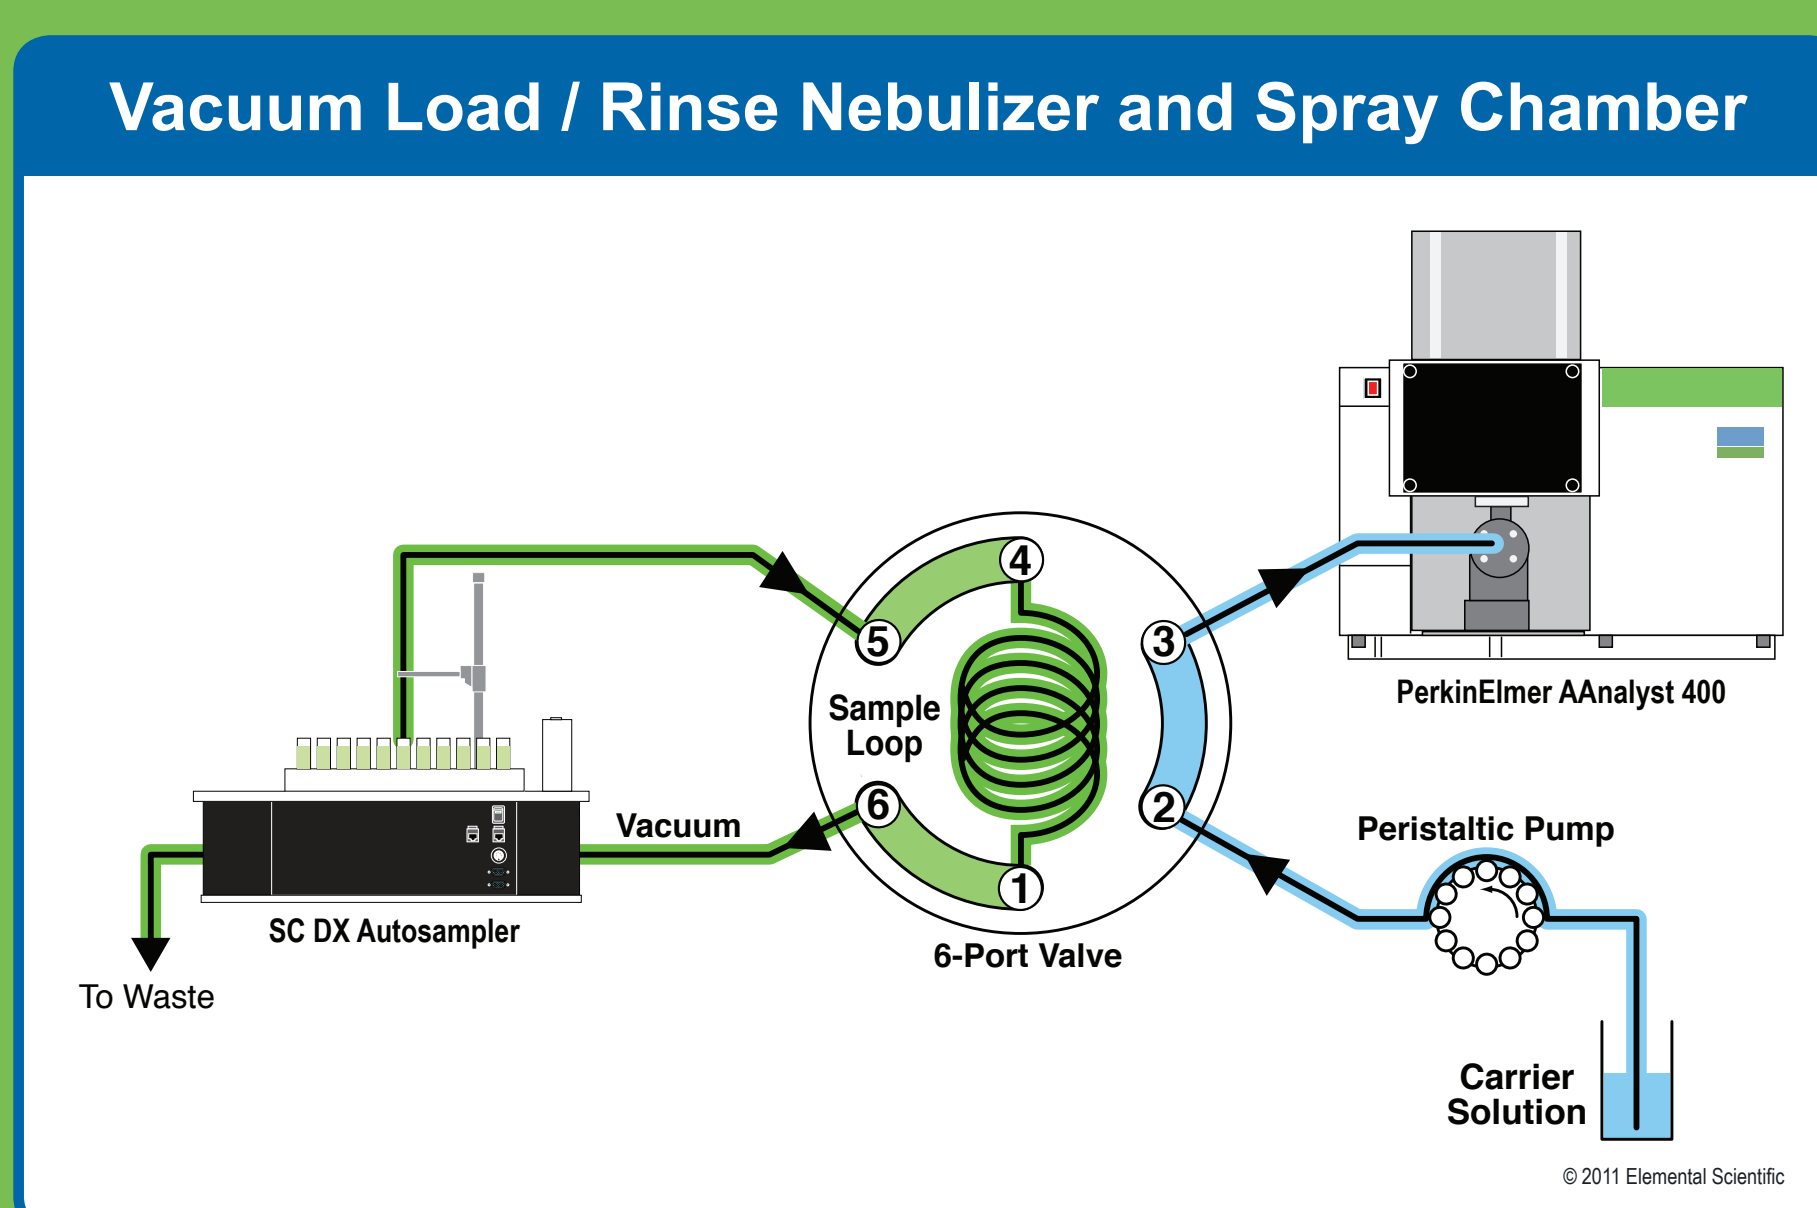 Vacuum Load / Rinse Nebulizer and Spray Chamber
PerkinElmer AAnalyst 400
4
5
3
Sample
Loop
6
2
1
Vacuum
Peristaltic Pump
SC DX Autosampler
6-Port Valve
To Waste
Carrier
Solution
© 2011 Elemental Scientific